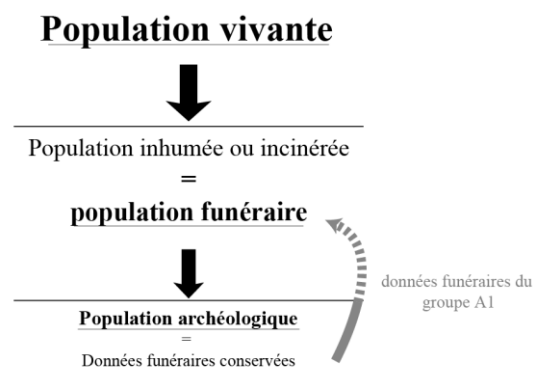 Population vivante
Population inhumée ou incinérée
=
population funéraire
données funéraires du
groupe A1
Population archéologique
=
Données funéraires conservées